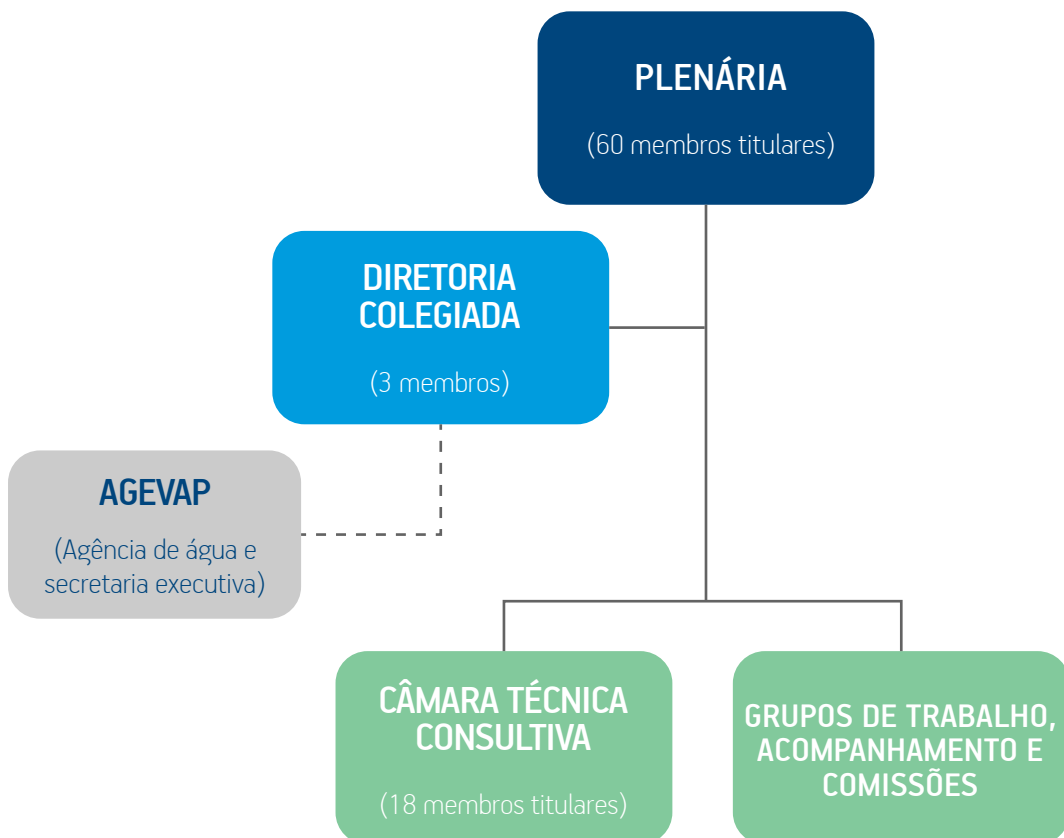 PLENÁRIA
(60 membros titulares)
DIRETORIA
COLEGIADA
(3 membros)
AGEVAP
(Agência de água e
secretaria executiva)
CÂMARA TÉCNICA
CONSULTIVA
(18 membros titulares)
GRUPOS DE TRABALHO,
ACOMPANHAMENTO E
COMISSÕES